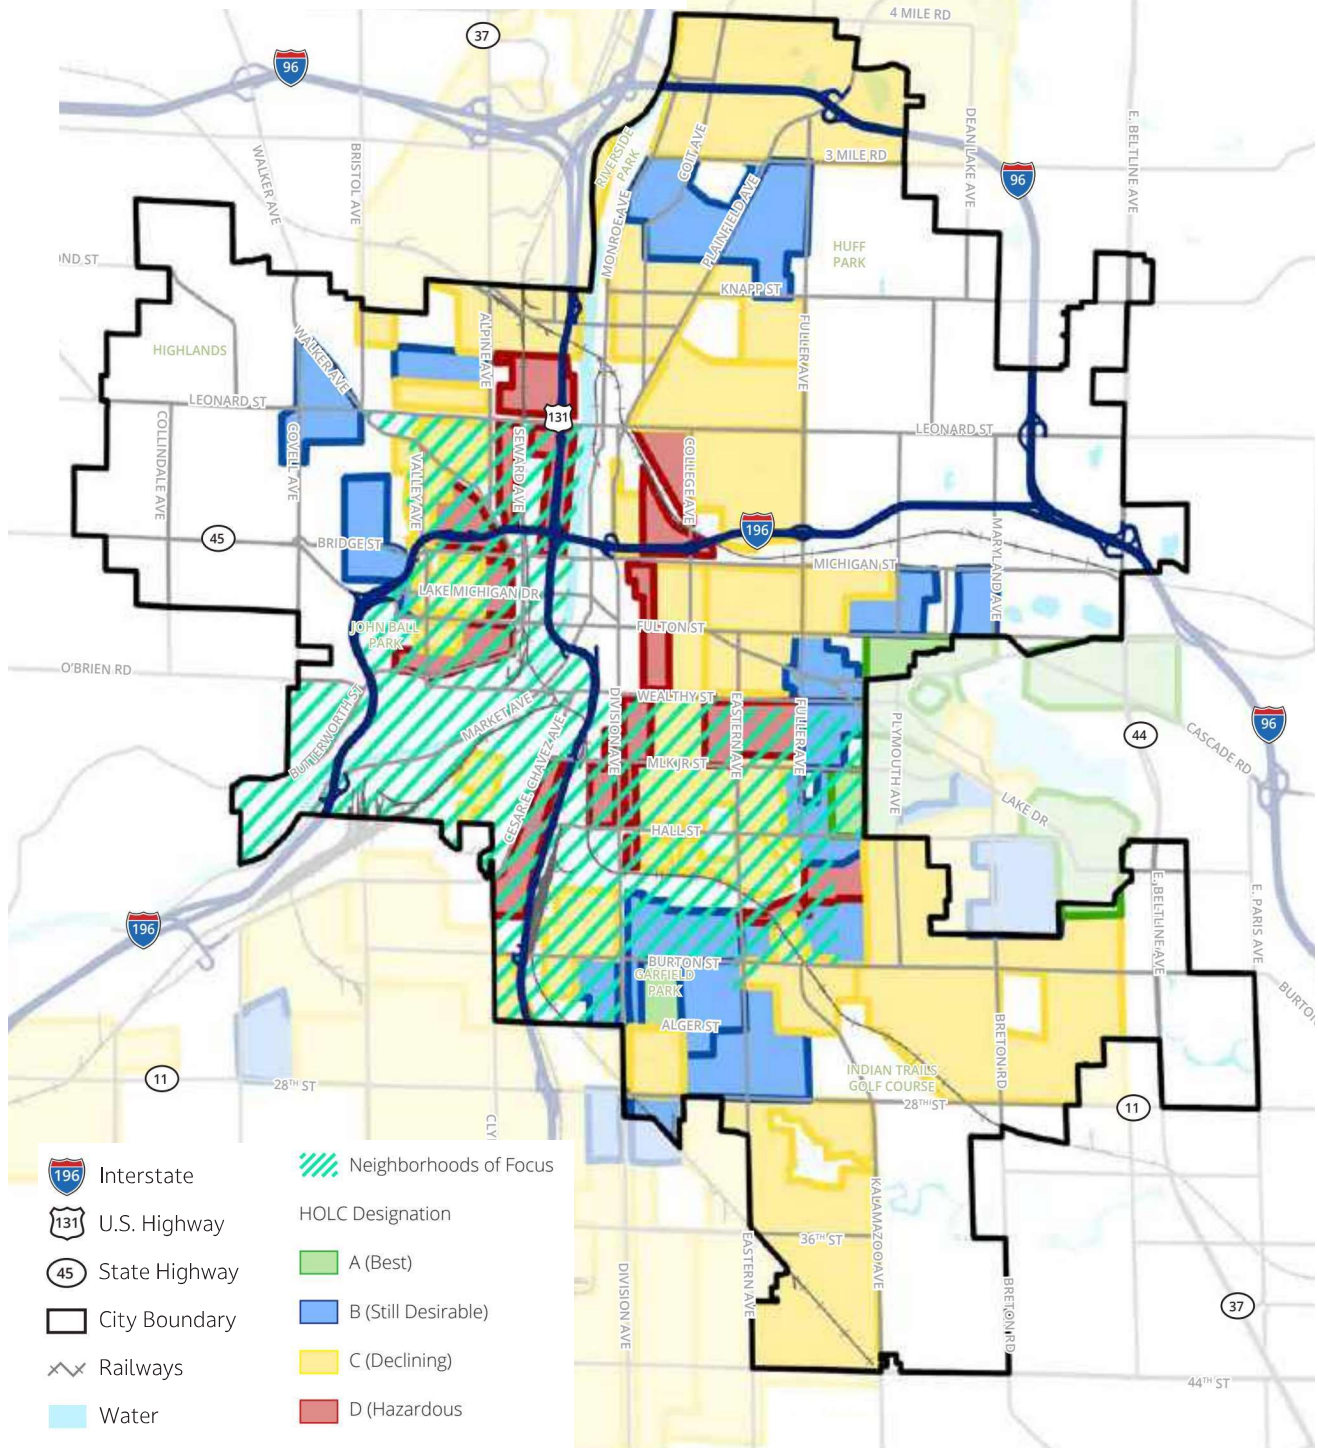 4 MILE RD
37
96
DEAN LAKE AVE
E. BELTLINE AVE
RIVERSIDE
PARK
COIT AVE
3 MILE RD
WALKER AVE
BRISTOL AVE
96
MONROE AVE
PLAINFIELD AVE
HUFF
PARK
OND ST
KNAPP ST
ALPINE AVE
FULLER AVE
HIGHLANDS
WALKER AVE
LEONARD ST
131
LEONARD ST
COLLINDALE AVE
COVELL AVE
VALLEY AVE
SEWARD AVE
COLLEGE AVE
196
45
BRIDGE ST
MARYLAND AVE
MICHIGAN ST
LAKE MICHIGAN DR
JOHN BALL
PARK
FULTON ST
O'BRIEN RD
WEALTHY ST
BUTTERWORTH ST
MARKET AVE
DIVISION AVE
EASTERN AVE
FULLER AVE
PLYMOUTH AVE
44
96
CASCADE RD
CESAR E. CHAVEZ AVE
MLK JR ST
LAKE DR
HALL ST
E. BELTLINE AVE
E. PARIS AVE
196
BURTON ST
GARFIELD
PARK
BURTON
ALGER ST
BRETON RD
INDIAN TRAILS
GOLF COURSE
11
28TH ST
28TH ST
11
CLY
KALAMAZOO AVE
36TH ST
EASTERN AVE
DIVISION AVE
BRETON RD
37
44TH ST
196 Interstate
131 U.S. Highway
45 State Highway
City Boundary
Railways
Water
Neighborhoods of Focus
HOLC Designation
A (Best)
B (Still Desirable)
C (Declining)
D (Hazardous